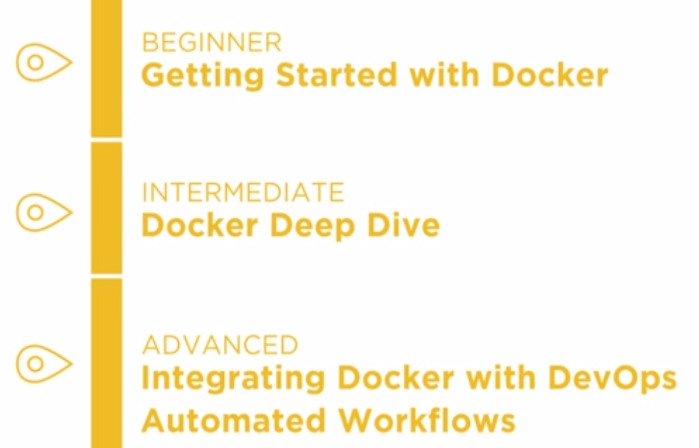 BEGINNER
Getting Started with Docker
INTERMEDIATE
Docker Deep Dive
ADVANCED
Integrating Docker with DevOps
Automated Workflows